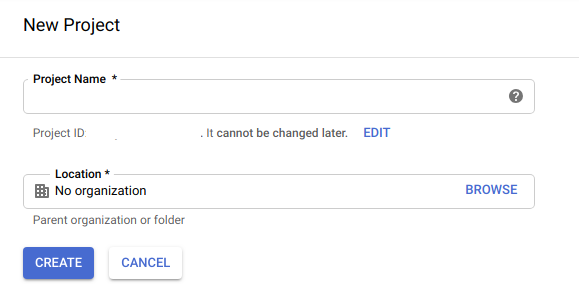 New Project
Project Name *
Project ID: . It cannot be changed later. EDIT
Location *
No organization BROWSE
Parent organization or folder
CREATE CANCEL